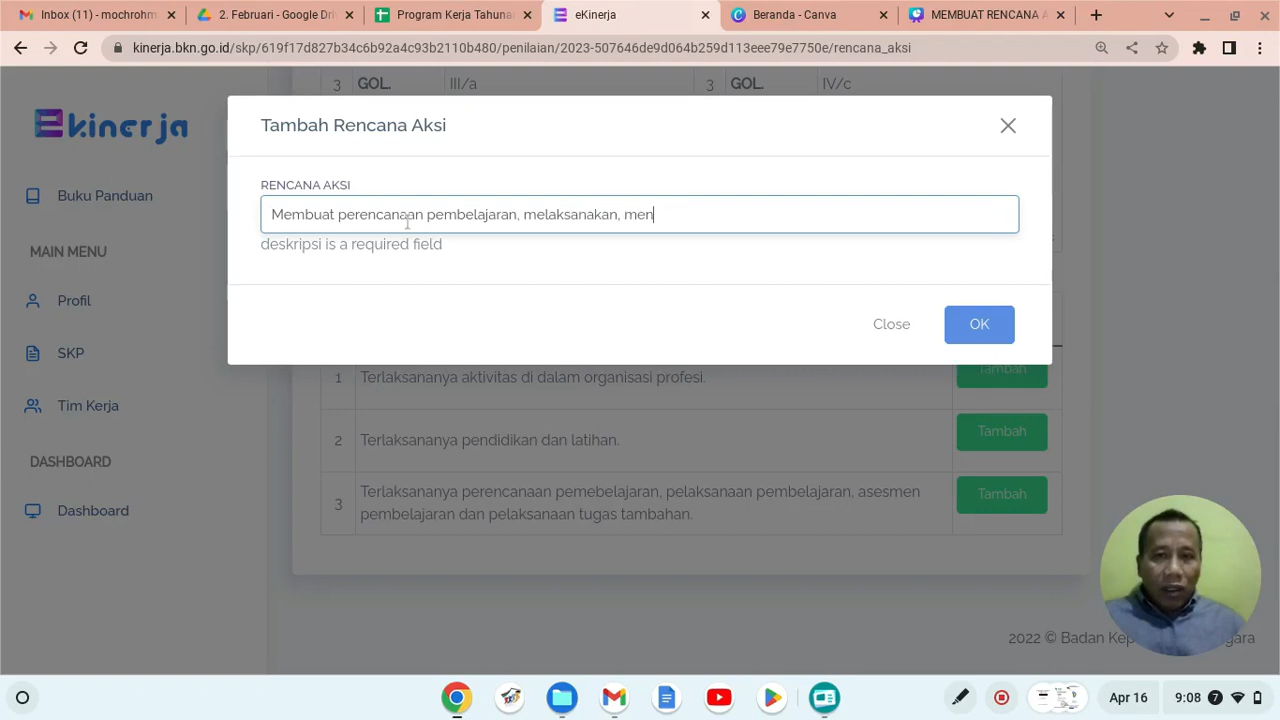 Inbox (11) - mochrohm
2. Februari - Google Dri
Program Kerja Tahuna
eKinerja
Beranda - Canva
MEMBUAT RENCANA A
kinerja.bkn.go.id/skp/619f17d827b34c6b92a4c93b2110b480/penilaian/2023-507646de9d064b259d113eee79e7750e/rencana_aksi
3 GOL. III/a 3 GOL. IV/c
Ekinerja
Tambah Rencana Aksi
Buku Panduan
RENCANA AKSI
Membuat perencanaan pembelajaran, melaksanakan, men
deskripsi is a required field
MAIN MENU
Profil
Close
OK
SKP
1 Terlaksananya aktivitas di dalam organisasi profesi. Tambah
Tim Kerja
2 Terlaksananya pendidikan dan latihan. Tambah
DASHBOARD
Dashboard
3 Terlaksananya perencanaan pemebelajaran, pelaksanaan pembelajaran, asesmen Tambah
pembelajaran dan pelaksanaan tugas tambahan.
2022 © Badan Kep
gara
Apr 16
9:08
7